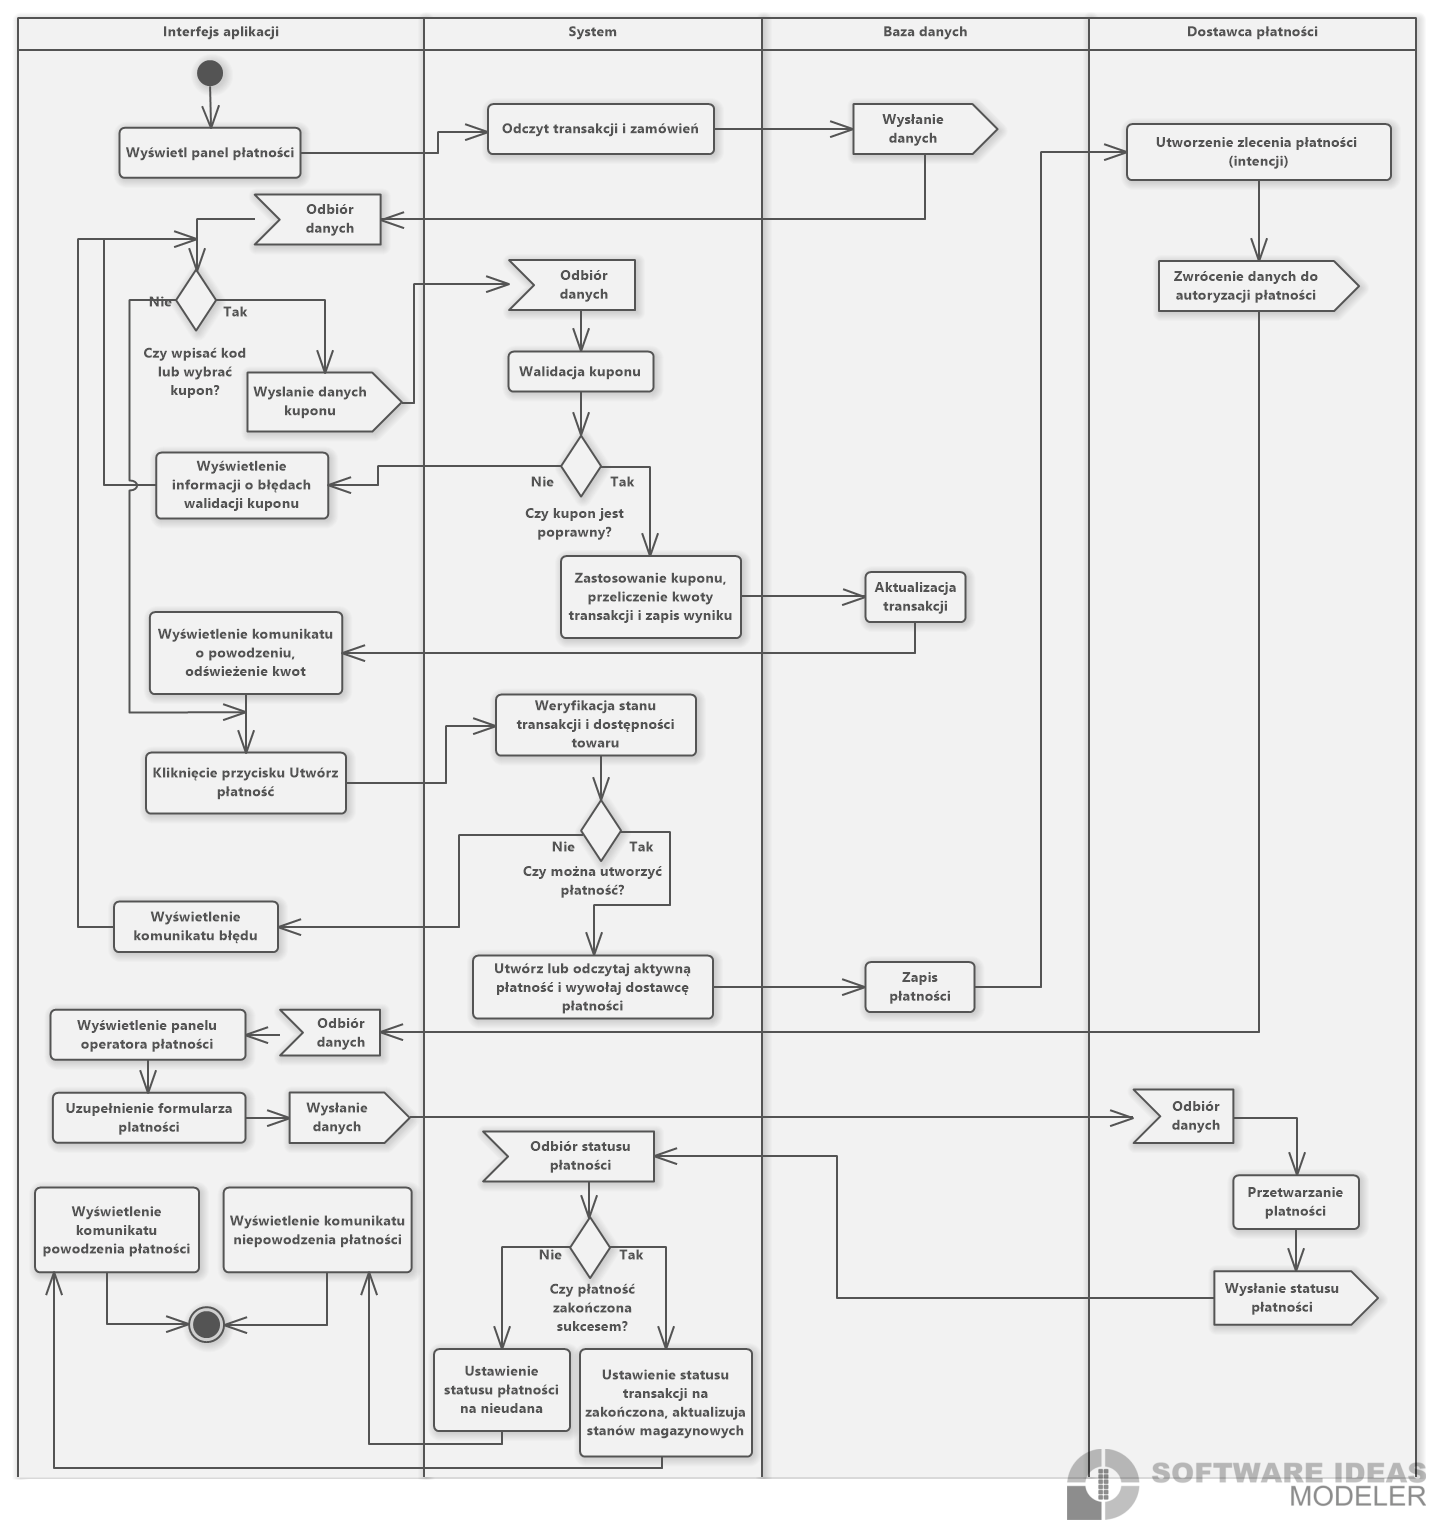 Interfejs aplikacji
System
Baza danych
Dostawca płatności
Wyświetl panel płatności
Odczyt transakcji i zamówień
Wysłanie
danych
Utworzenie zlecenia płatności
(intencji)
Odbiór
danych
Zwrócenie danych do
autoryzacji płatności
Odbiór
danych
Nie
Tak
Czy wpisać kod
lub wybrać
kupon?
Walidacja kuponu
Wyslanie danych
kuponu
Wyświetlenie
informacji o błędach
walidacji kuponu
Nie
Tak
Czy kupon jest
poprawny?
Zastosowanie kuponu,
przeliczenie kwoty
transakcji i zapis wyniku
Aktualizacja
transakcji
Wyświetlenie komunikatu
o powodzeniu,
odświeżenie kwot
Weryfikacja stanu
transakcji i dostępności
towaru
Kliknięcie przycisku Utwórz
płatność
Nie
Tak
Czy można utworzyć
płatność?
Wyświetlenie
komunikatu błędu
Utwórz lub odczytaj aktywną
płatność i wywołaj dostawcę
płatności
Zapis
płatności
Wyświetlenie panelu
operatora płatności
Odbiór
danych
Uzupełnienie formularza
platności
Wysłanie
danych
Odbiór
danych
Odbiór statusu
płatności
Przetwarzanie
platności
Wyświetlenie
komunikatu
powodzenia płatności
Wyświetlenie komunikatu
niepowodzenia płatności
Nie
Tak
Czy płatność
zakończona
sukcesem?
Wysłanie statusu
płatności
Ustawienie
statusu płatności
na nieudana
Ustawienie statusu
transakcji na
zakończona, aktualizuja
stanów magazynowych
SOFTWARE IDEAS
MODELER